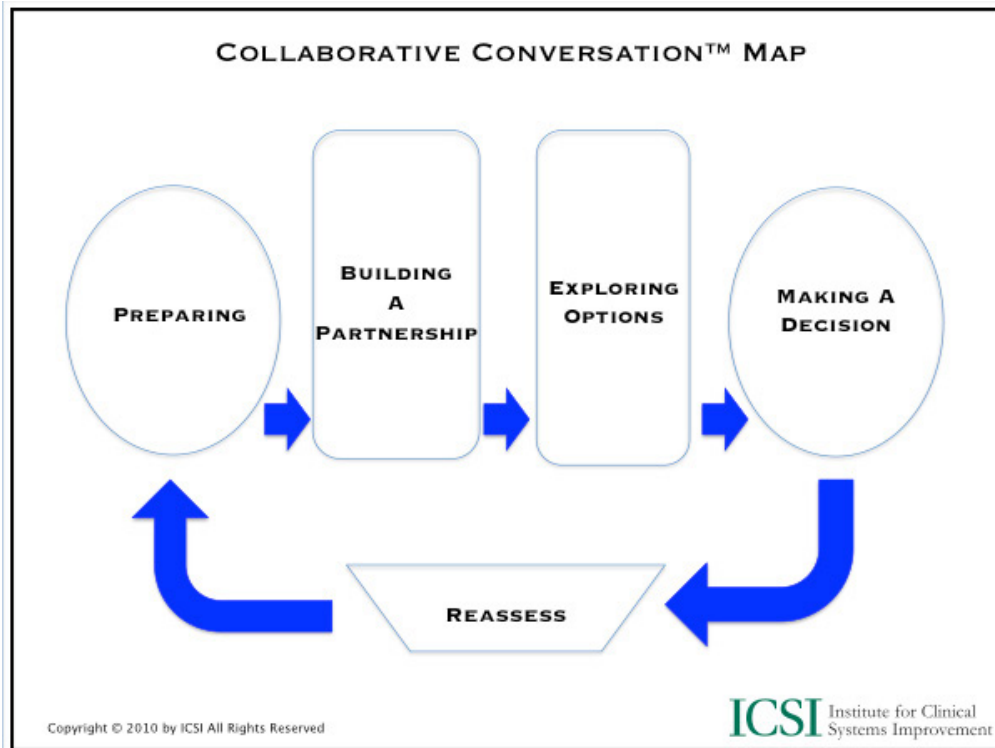 Collaborative Conversation™ Map
Preparing
Building
A
Partnership
Exploring
Options
Making A
Decision
Reassess
Copyright © 2010 by ICSI All Rights Reserved
ICSI Institute for Clinical
Systems Improvement